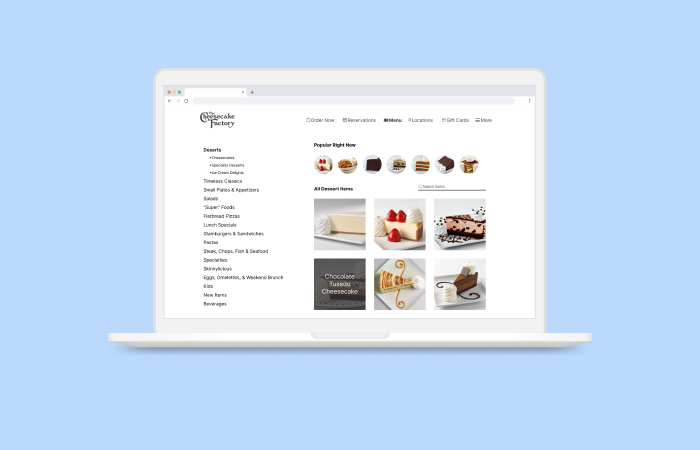 The
Cheesecake
Factory
Order Now
Reservations
Menu
Locations
Gift Cards
More
Deserts
•Cheesecakes
•Specialty Desserts
•Ice Cream Delights
Timeless Classics
Small Plates & Appetizers
Salads
"Super" Foods
Flatbread Pizzas
Lunch Specials
Glamburgers & Sandwiches
Pastas
Steak, Chops, Fish & Seafood
Specialties
Skinnylicious
Eggs, Omelettes, & Weekend Brunch
Kids
New Items
Beverages
Popular Right Now
All Dessert Items
Search items
Chocolate
Tuxedo
Cheesecake